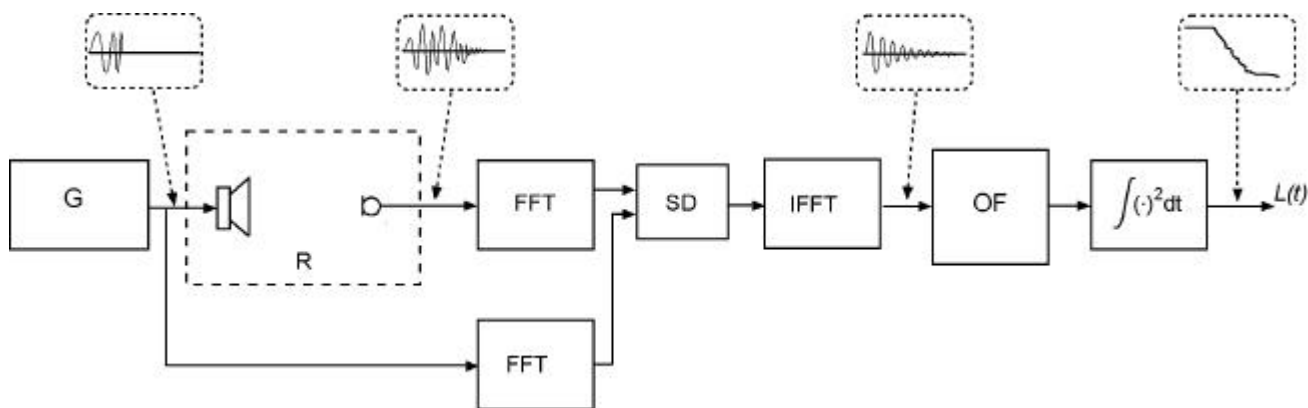 G
R
FFT
SD
IFFT
OF
∫(·)²dt
L(t)
FFT